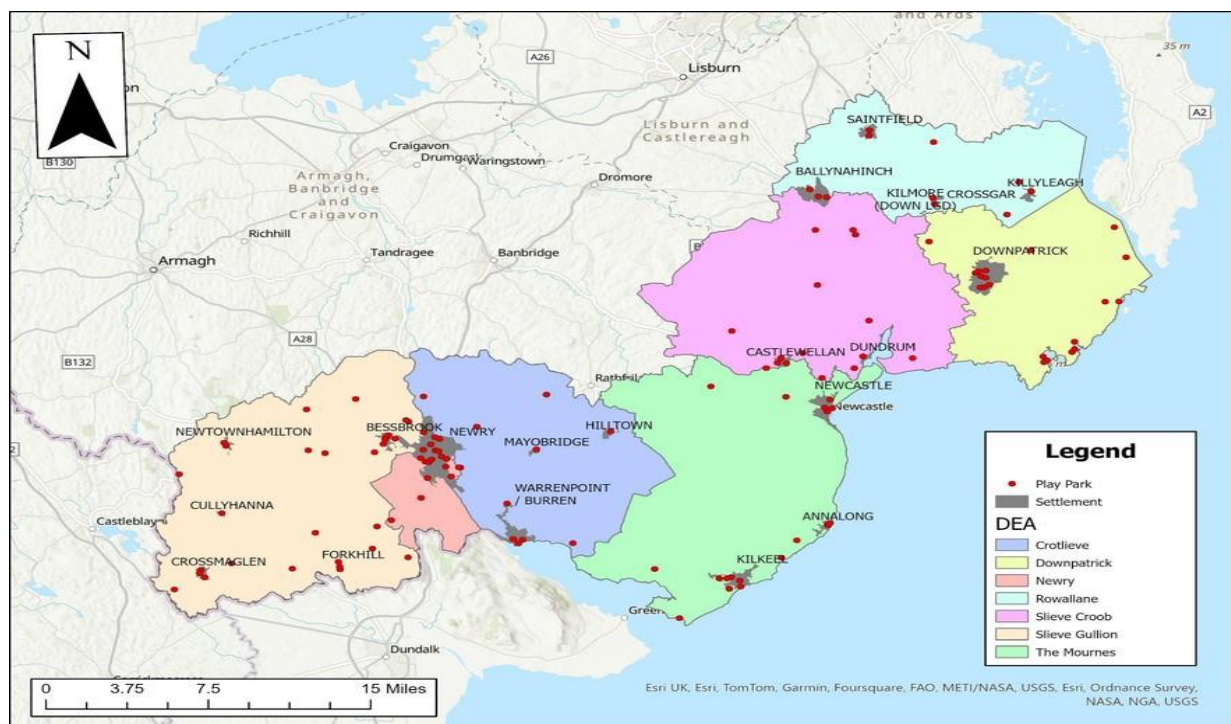 N
and Ards
35 m
A26
Lisburn
A2
SAINTFIELD
Lisburn and
Castlereagh
B130
Craigavon
Drumgask
Waringstown
Dromore
BALLYNAHINCH
KILMORE
(DOWN LSD)
CROSSGAR
KILLYLEAGH
Armagh,
Banbridge
and
Craigavon
Richhill
Armagh
Tandragee
Banbridge
DOWNPATRICK
A28
B132
CASTLEWELLAN
DUNDRUM
NEWCASTLE
Newcastle
NEWTOWNHAMILTON
BESSBROOK
NEWRY
HILLTOWN
MAYOBRIDGE
CULLYHANNA
WARRENPOINT
/ BURREN
ANNALONG
CROSSMAGLEN
FORKHILL
KILKEEL
Dundalk
Legend
Play Park
Settlement
DEA
Crotlieve
Downpatrick
Newry
Rowallane
Slieve Croob
Slieve Gullion
The Mournes
0 3.75 7.5 15 Miles
Esri UK, Esri, TomTom, Garmin, Foursquare, FAO, METI/NASA, USGS, Esri, Ordnance Survey,
NASA, NGA, USGS